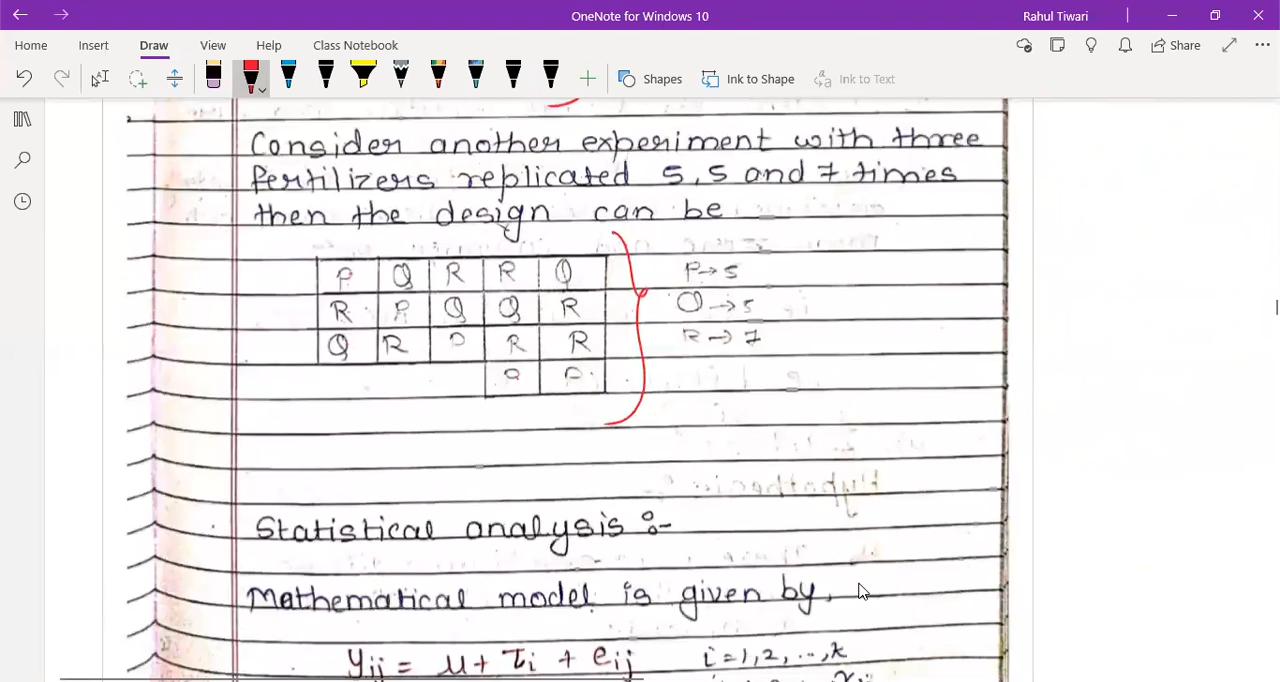 OneNote for Windows 10
Rahul Tiwari
Home Insert Draw View Help Class Notebook
Share
Shapes Ink to Shape Ink to Text
Consider another experiment with three
fertilizers replicated 5, 5 and 7 times
then the design can be
P Q R R Q
R P Q Q R
Q R P R R
P P
P → 5
Q → 5
R → 7
Statistical analysis :-
Mathematical model is given by,
yij = μ + τi + eij i = 1, 2, ..., k